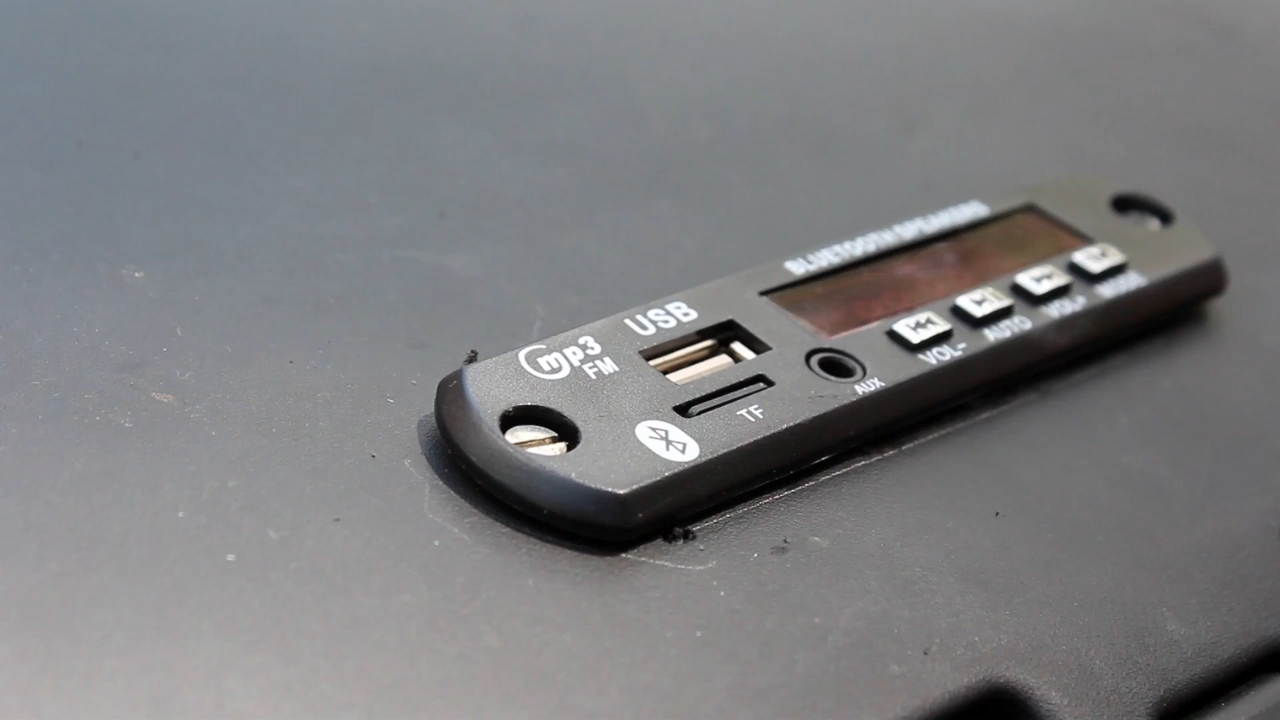 BLUETOOTH SPEAKERS
USB
mp3
FM
TF
AUX
VOL-
AUTO
VOL+
MODE